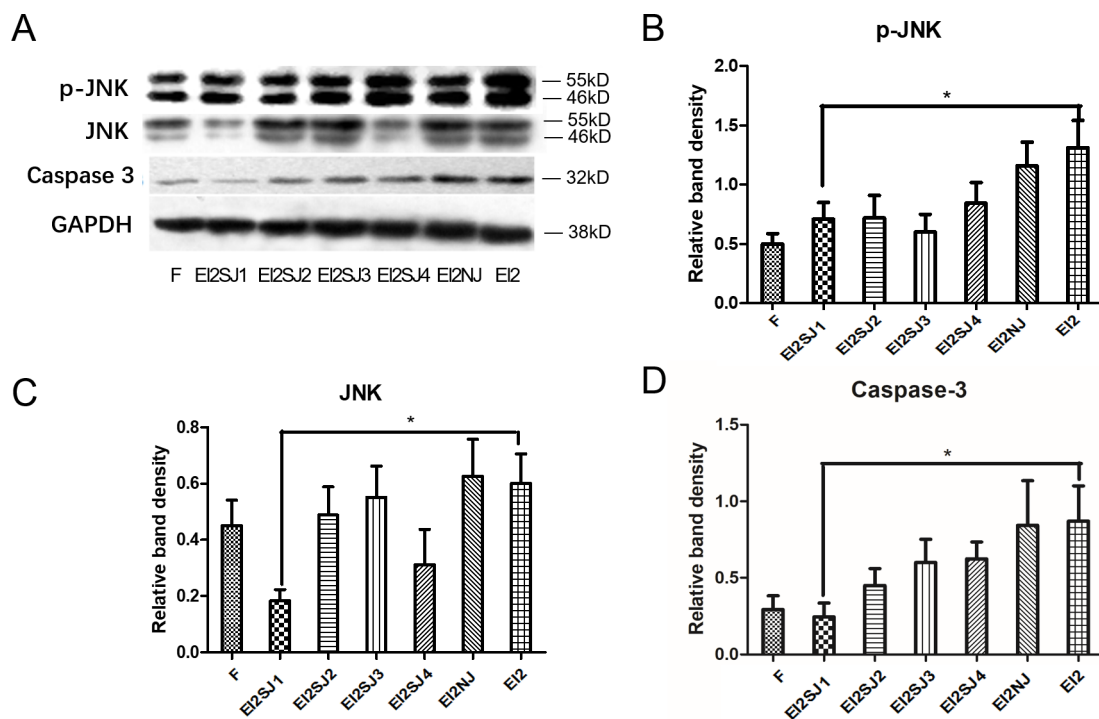 A
p-JNK
55kD
46kD
JNK
55kD
46kD
Caspase 3
32kD
GAPDH
38kD
F EI2SJ1 EI2SJ2 EI2SJ3 EI2SJ4 EI2NJ EI2
B
p-JNK
Relative band density
2.0
1.5
1.0
0.5
0.0
*
F EI2SJ1 EI2SJ2 EI2SJ3 EI2SJ4 EI2NJ EI2
C
JNK
Relative band density
0.8
0.6
0.4
0.2
0.0
*
F EI2SJ1 EI2SJ2 EI2SJ3 EI2SJ4 EI2NJ EI2
D
Caspase-3
Relative band density
1.5
1.0
0.5
0.0
*
F EI2SJ1 EI2SJ2 EI2SJ3 EI2SJ4 EI2NJ EI2